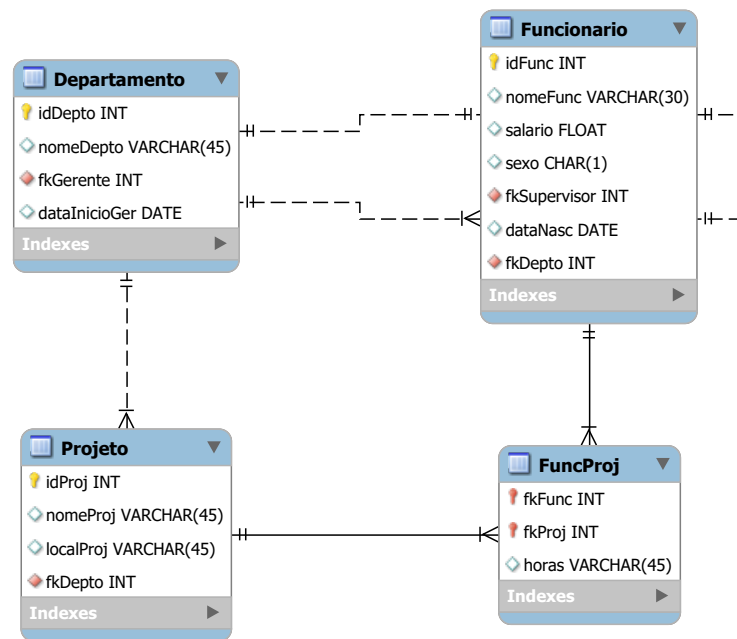 Departamento
idDepto INT
nomeDepto VARCHAR(45)
fkGerente INT
dataInicioGer DATE
Indexes
Funcionario
idFunc INT
nomeFunc VARCHAR(30)
salario FLOAT
sexo CHAR(1)
fkSupervisor INT
dataNasc DATE
fkDepto INT
Indexes
Projeto
idProj INT
nomeProj VARCHAR(45)
localProj VARCHAR(45)
fkDepto INT
Indexes
FuncProj
fkFunc INT
fkProj INT
horas VARCHAR(45)
Indexes